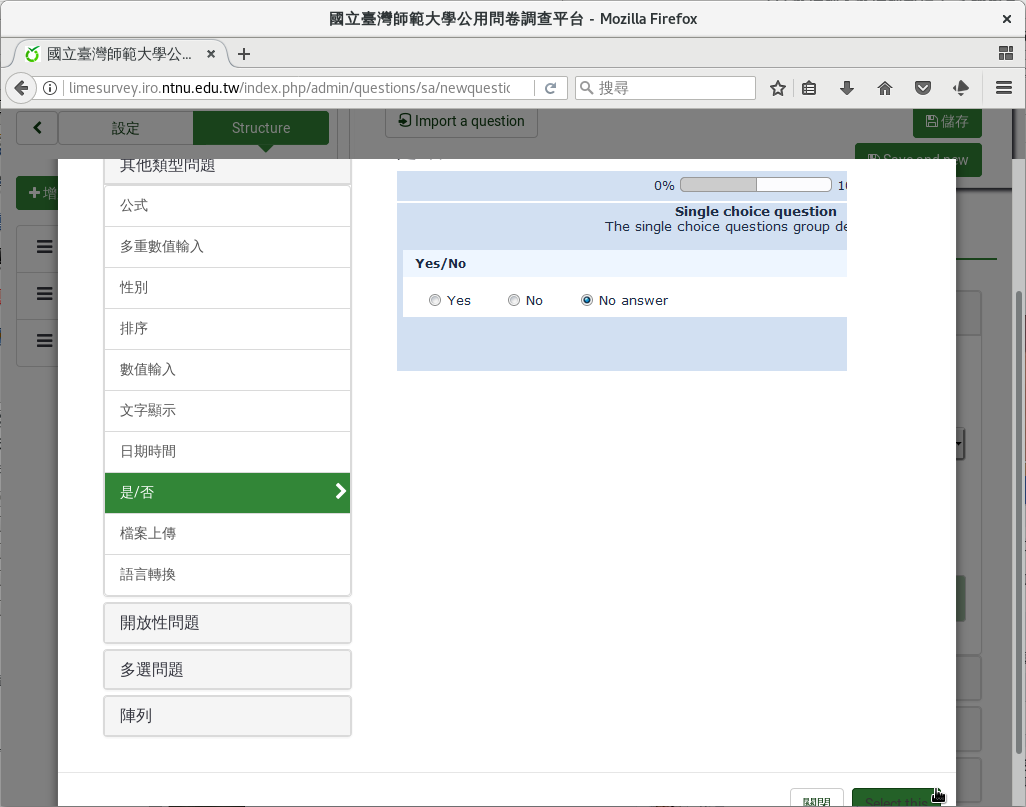 國立臺灣師範大學公用問卷調查平台 - Mozilla Firefox
國立臺灣師範大學公...
limesurvey.iro.ntnu.edu.tw/index.php/admin/questions/sa/newquestic
搜尋
設定
Structure
Import a question
儲存
Save and new
增
其他類型問題
公式
多重數值輸入
性別
排序
數值輸入
文字顯示
日期時間
是/否
檔案上傳
語言轉換
開放性問題
多選問題
陣列
0%
10
Single choice question
The single choice questions group de
Yes/No
Yes
No
No answer
關閉
Select this